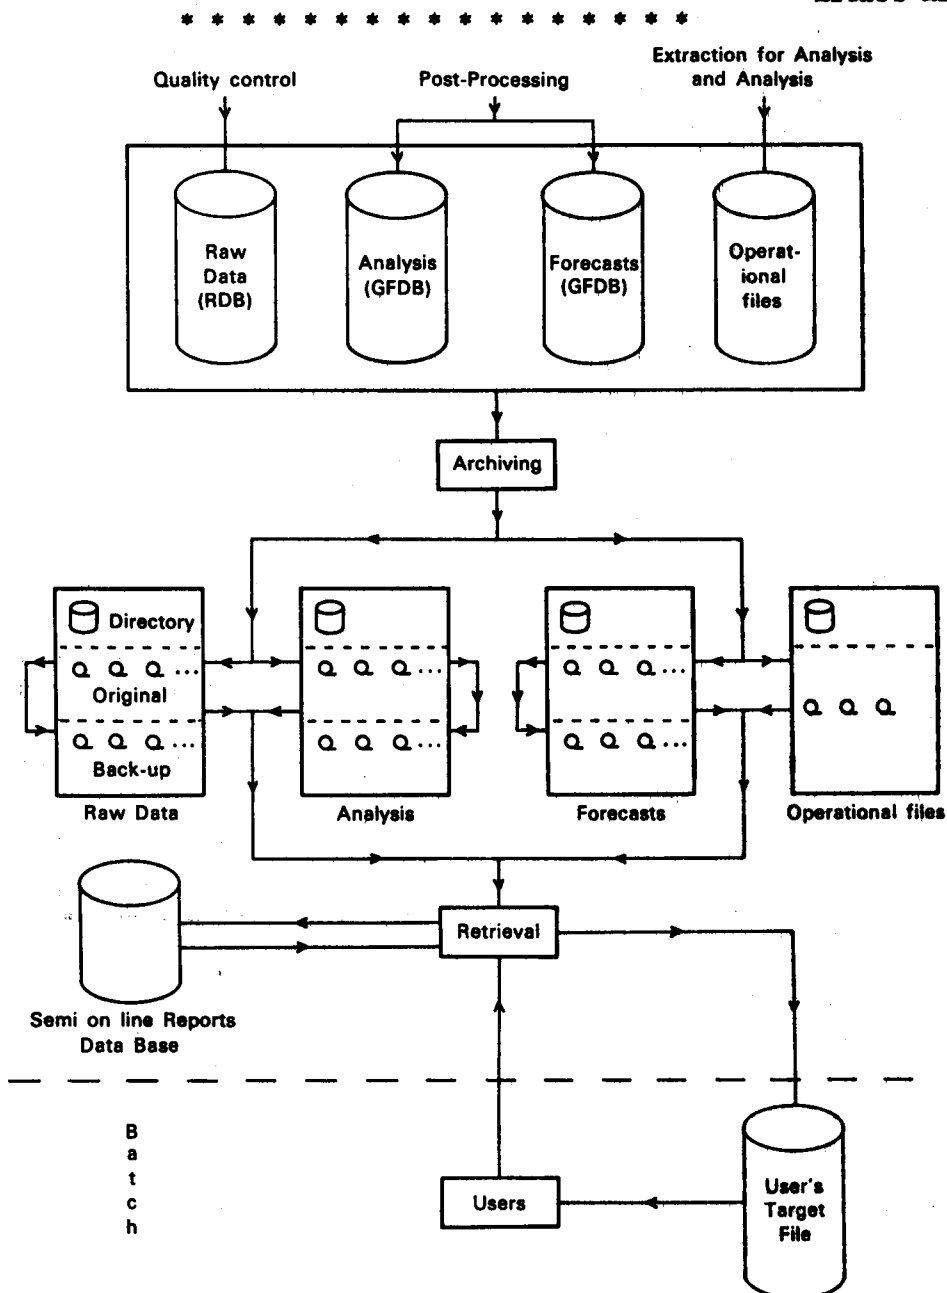 * * * * * * * * * * * * * * * * *
Quality control
Post-Processing
Extraction for Analysis
and Analysis
Raw
Data
(RDB)
Analysis
(GFDB)
Forecasts
(GFDB)
Operat-
ional
files
Archiving
Directory
Original
...
...
...
Back-up
...
...
...
Raw Data
Analysis
Forecasts
Operational files
Retrieval
Semi on line Reports
Data Base
B
a
t
c
h
Users
User's
Target
File